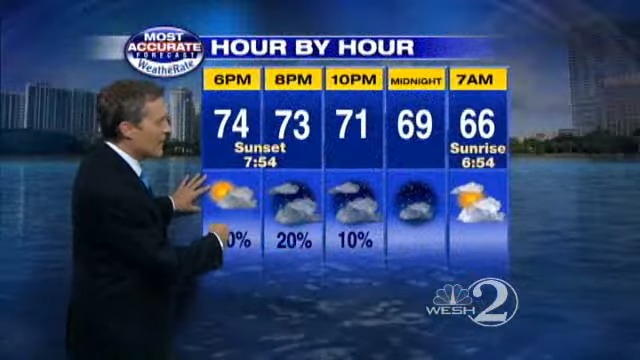 MOST
ACCURATE
FORECAST
WeatheRate
HOUR BY HOUR
6PM 8PM 10PM MIDNIGHT 7AM
74 73 71 69 66
Sunset
7:54
Sunrise
6:54
0% 20% 10%
WESH 2